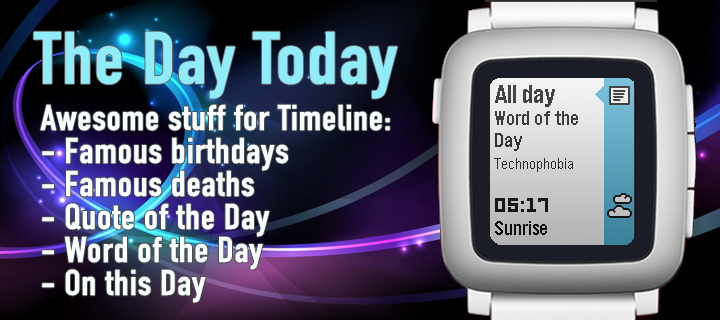 The Day Today
Awesome stuff for Timeline:
- Famous birthdays
- Famous deaths
- Quote of the Day
- Word of the Day
- On this Day
All day
Word of the
Day
Technophobia
05:17
Sunrise